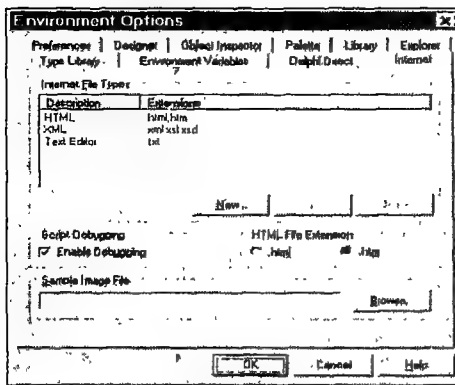 Environment Options
Preferences Designer Object Inspector Palette Library Explorer
Type Library Environment Variables Delphi Direct Internet
Internet File Types
Description Extensions
HTML html,htm
XML xml xsl xsd
Text Editor txt
New...
Script Debugging HTML File Extension
Enable Debugging .html .htm
Sample Image File
Browse...
OK Cancel Help